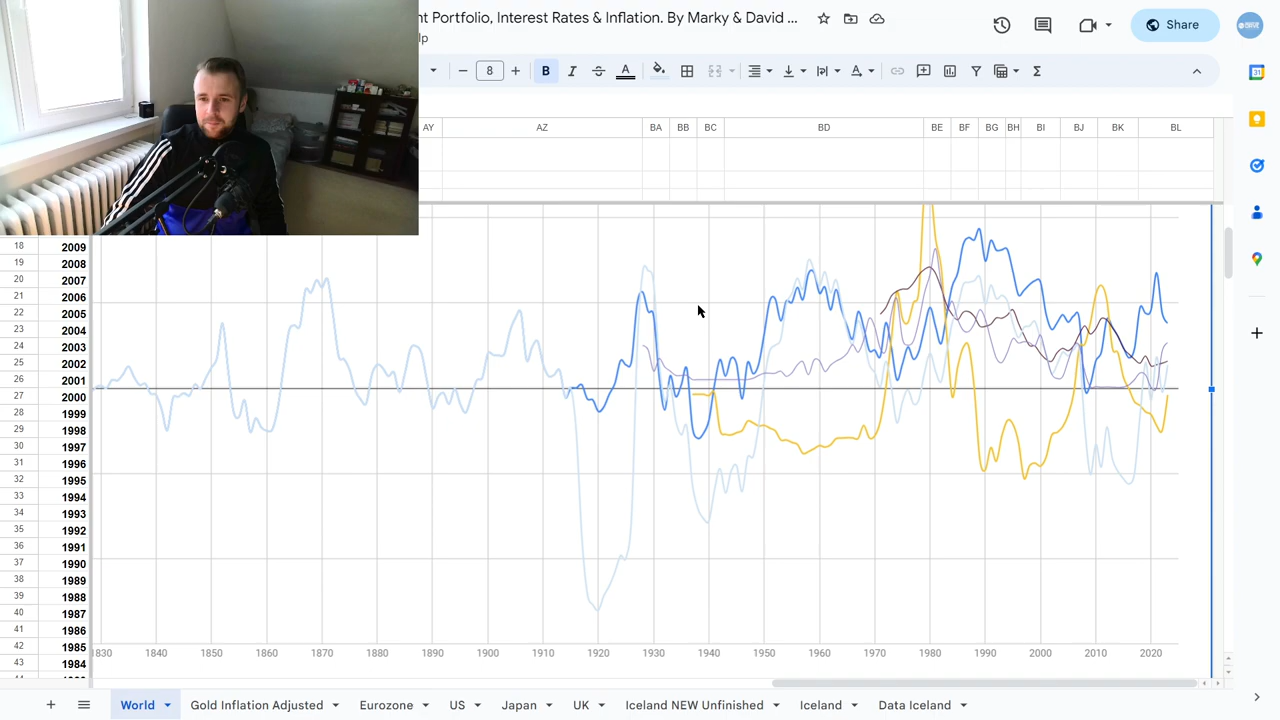 nt Portfolio, Interest Rates & Inflation. By Marky & David ...
lp
Share
8
B
I
S
A
A
Σ
31
AY AZ BA BB BC BD BE BF BG BH BI BJ BK BL
18 2009
19 2008
20 2007
21 2006
22 2005
23 2004
24 2003
25 2002
26 2001
27 2000
28 1999
29 1998
30 1997
31 1996
32 1995
33 1994
34 1993
35 1992
36 1991
37 1990
38 1989
39 1988
40 1987
41 1986
42 1985
43 1984
1830 1840 1850 1860 1870 1880 1890 1900 1910 1920 1930 1940 1950 1960 1970 1980 1990 2000 2010 2020
World Gold Inflation Adjusted Eurozone US Japan UK Iceland NEW Unfinished Iceland Data Iceland